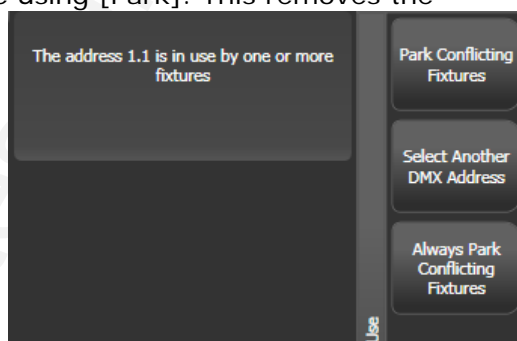 using [Park]. This removes the
The address 1.1 is in use by one or more
fixtures
Park Conflicting
Fixtures
Select Another
DMX Address
Always Park
Conflicting
Fixtures
Use